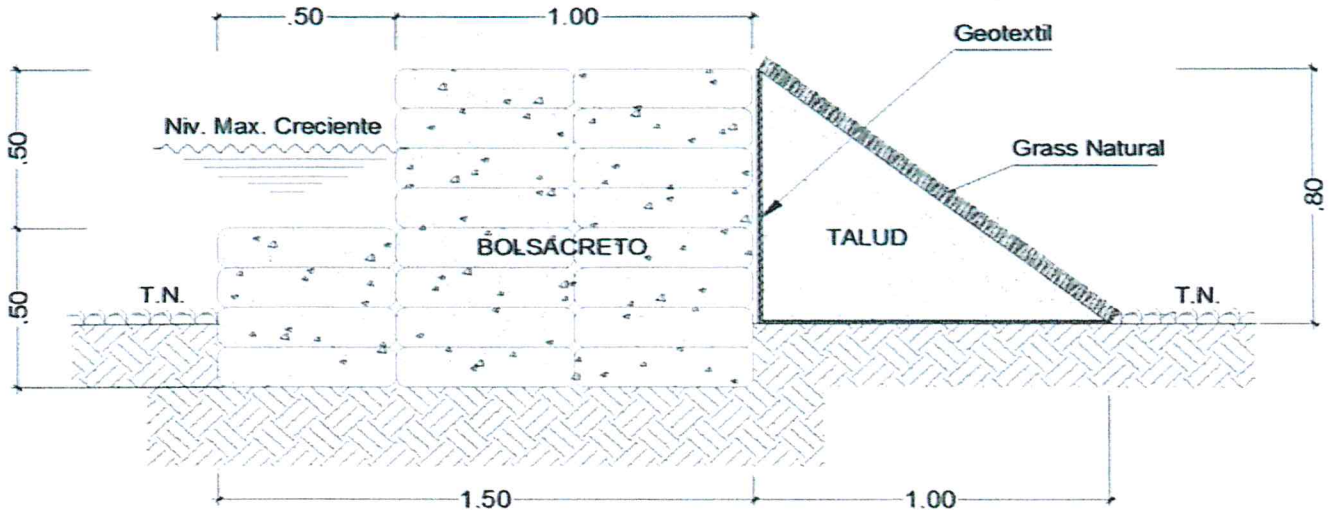 .50
1.00
Geotextil
Niv. Max. Creciente
.50
Grass Natural
.80
BOLSACRETO
TALUD
T.N.
T.N.
.50
1.50
1.00